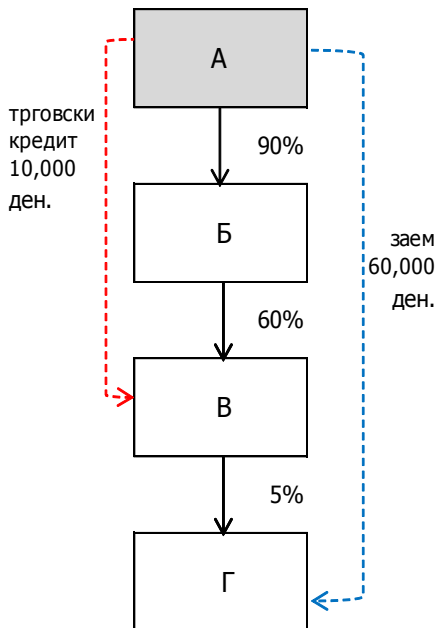 А
трговски
кредит
10,000
ден.
90%
Б
заем
60,000
ден.
60%
В
5%
Г